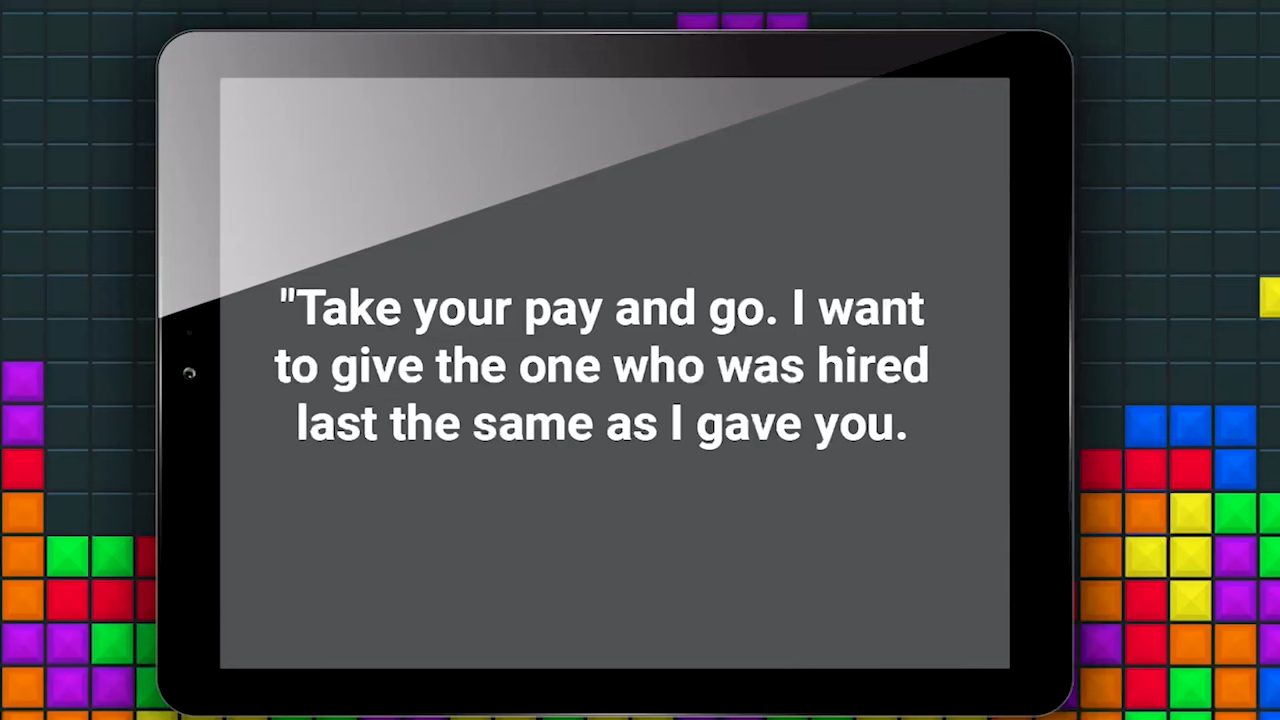 "Take your pay and go. I want
to give the one who was hired
last the same as I gave you.